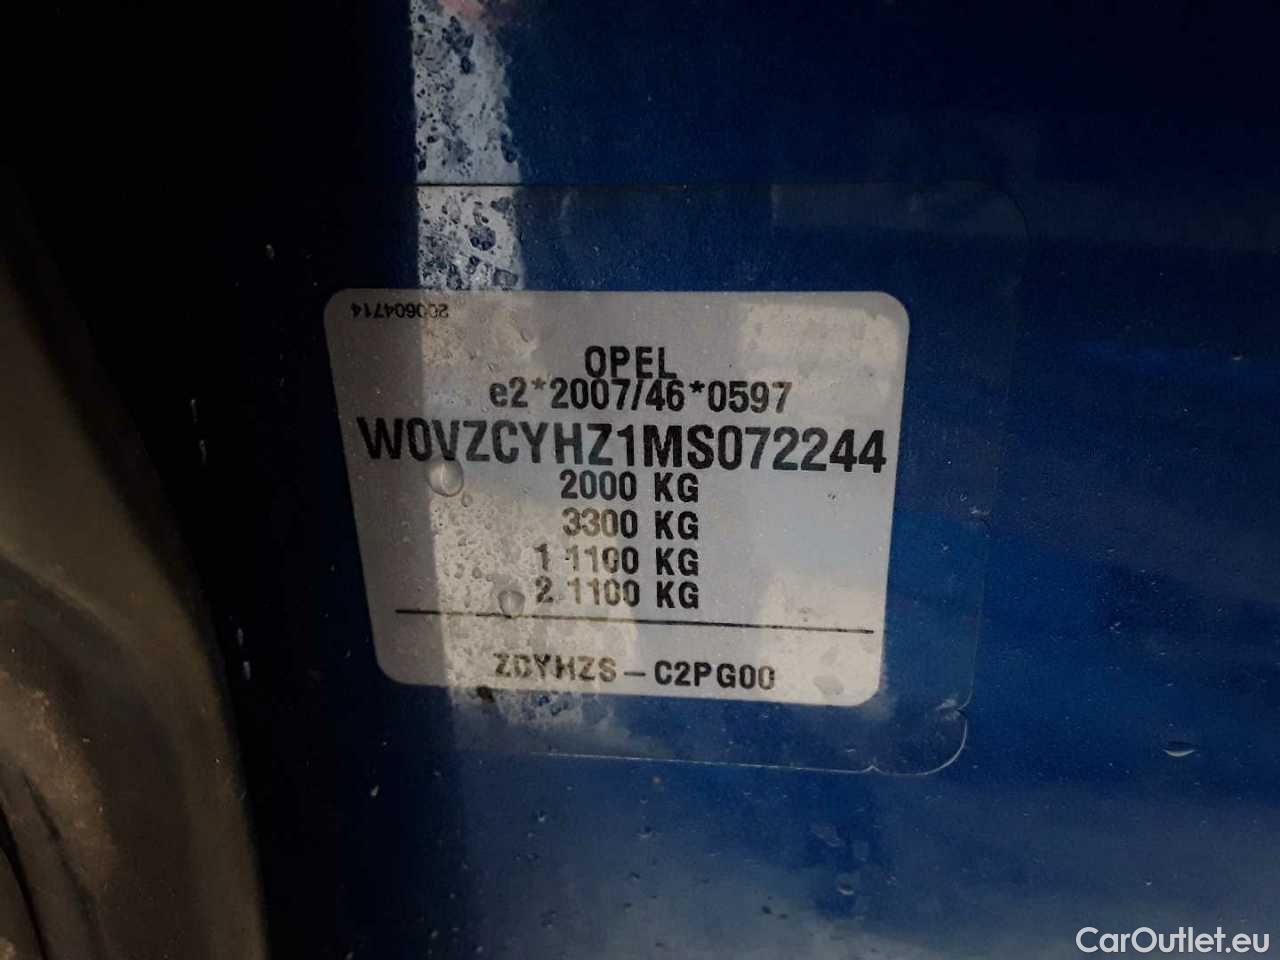 200604714
OPEL
e2*2007/46*0597
W0VZCYHZ1MS072244
2000 KG
3300 KG
1 1100 KG
2 1100 KG
ZCYHZS - C2PG00
CarOutlet.eu